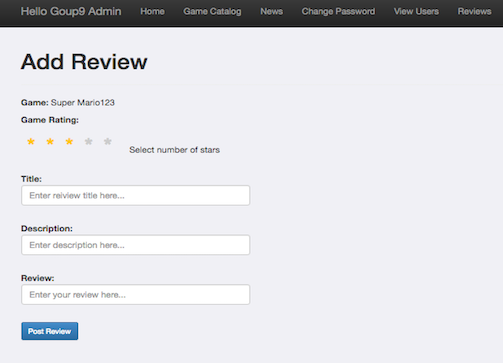 Hello Goup9 Admin Home Game Catalog News Change Password View Users Reviews
Add Review
Game: Super Mario123
Game Rating:
Select number of stars
Title:
Enter reiview title here...
Description:
Enter description here...
Review:
Enter your review here...
Post Review